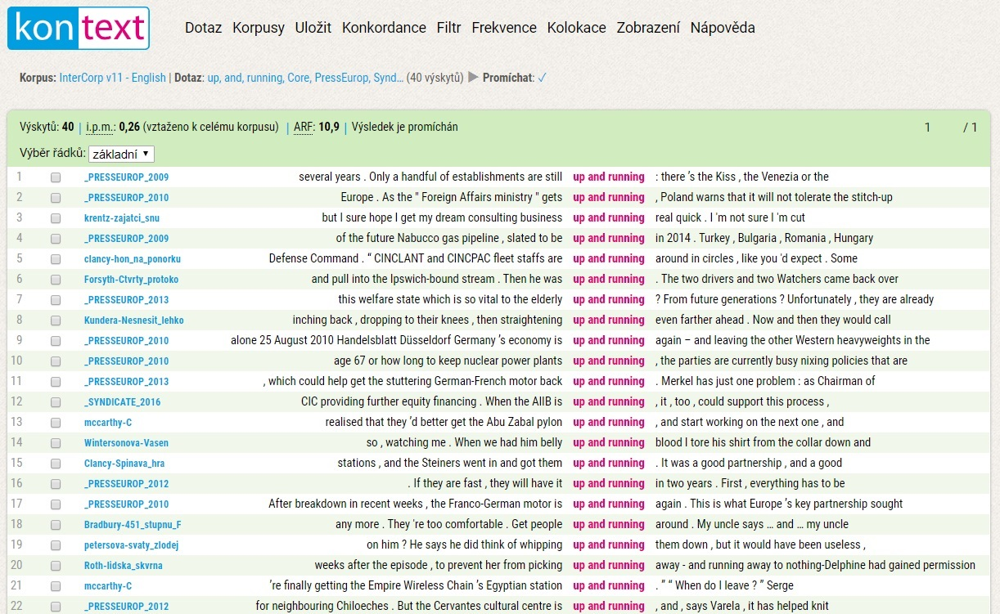 kontext
Dotaz Korpusy Uložit Konkordance Filtr Frekvence Kolokace Zobrazení Nápověda
Korpus: InterCorp v11 - English | Dotaz: up, and, running, Core, PressEurop, Synd... (40 výskytů) ▶ Promíchat: ✓
Výskytů: 40 | i.p.m.: 0,26 (vztaženo k celému korpusu) | ARF: 10,9 | Výsledek je promíchán 1 / 1
Výběr řádků: základní ▼
1 _PRESSEUROP_2009 several years . Only a handful of establishments are still up and running : there 's the Kiss , the Venezia or the
2 _PRESSEUROP_2010 Europe . As the " Foreign Affairs ministry " gets up and running , Poland warns that it will not tolerate the stitch-up
3 krentz-zajatci_snu but I sure hope I get my dream consulting business up and running real quick . I 'm not sure I 'm cut
4 _PRESSEUROP_2009 of the future Nabucco gas pipeline , slated to be up and running in 2014 . Turkey , Bulgaria , Romania , Hungary
5 clancy-hon_na_ponorku Defense Command . “ CINCLANT and CINCPAC fleet staffs are up and running around in circles , like you 'd expect . Some
6 Forsyth-Ctvrty_protoko and pull into the Ipswich-bound stream . Then he was up and running . The two drivers and two Watchers came back over
7 _PRESSEUROP_2013 this welfare state which is so vital to the elderly up and running ? From future generations ? Unfortunately , they are already
8 Kundera-Nesnesit_lehko inching back , dropping to their knees , then straightening up and running even farther ahead . Now and then they would call
9 _PRESSEUROP_2010 alone 25 August 2010 Handelsblatt Düsseldorf Germany 's economy is up and running again – and leaving the other Western heavyweights in the
10 _PRESSEUROP_2010 age 67 or how long to keep nuclear power plants up and running , the parties are currently busy nixing policies that are
11 _PRESSEUROP_2013 , which could help get the stuttering German-French motor back up and running . Merkel has just one problem : as Chairman of
12 _SYNDICATE_2016 CIC providing further equity financing . When the AIIB is up and running , it , too , could support this process ,
13 mccarthy-C realised that they 'd better get the Abu Zabal pylon up and running , and start working on the next one , and
14 Wintersonova-Vasen so , watching me . When we had him belly up and running blood I tore his shirt from the collar down and
15 Clancy-Spinava_hra stations , and the Steiners went in and got them up and running . It was a good partnership , and a good
16 _PRESSEUROP_2012 . If they are fast , they will have it up and running in two years . First , everything has to be
17 _PRESSEUROP_2010 After breakdown in recent weeks , the Franco-German motor is up and running again . This is what Europe 's key partnership sought
18 Bradbury-451_stupnu_F any more . They 're too comfortable . Get people up and running around . My uncle says … and … my uncle
19 petersova-svaty_zlodej on him ? He says he did think of whipping up and running them down , but it would have been useless ,
20 Roth-lidska_skvrna weeks after the episode , to prevent her from picking up and running away - and running away to nothing-Delphine had gained permission
21 mccarthy-C 're finally getting the Empire Wireless Chain 's Egyptian station up and running . ” “ When do I leave ? ” Serge
22 _PRESSEUROP_2012 for neighbouring Chiloeches . But the Cervantes cultural centre is up and running , and , says Varela , it has helped knit